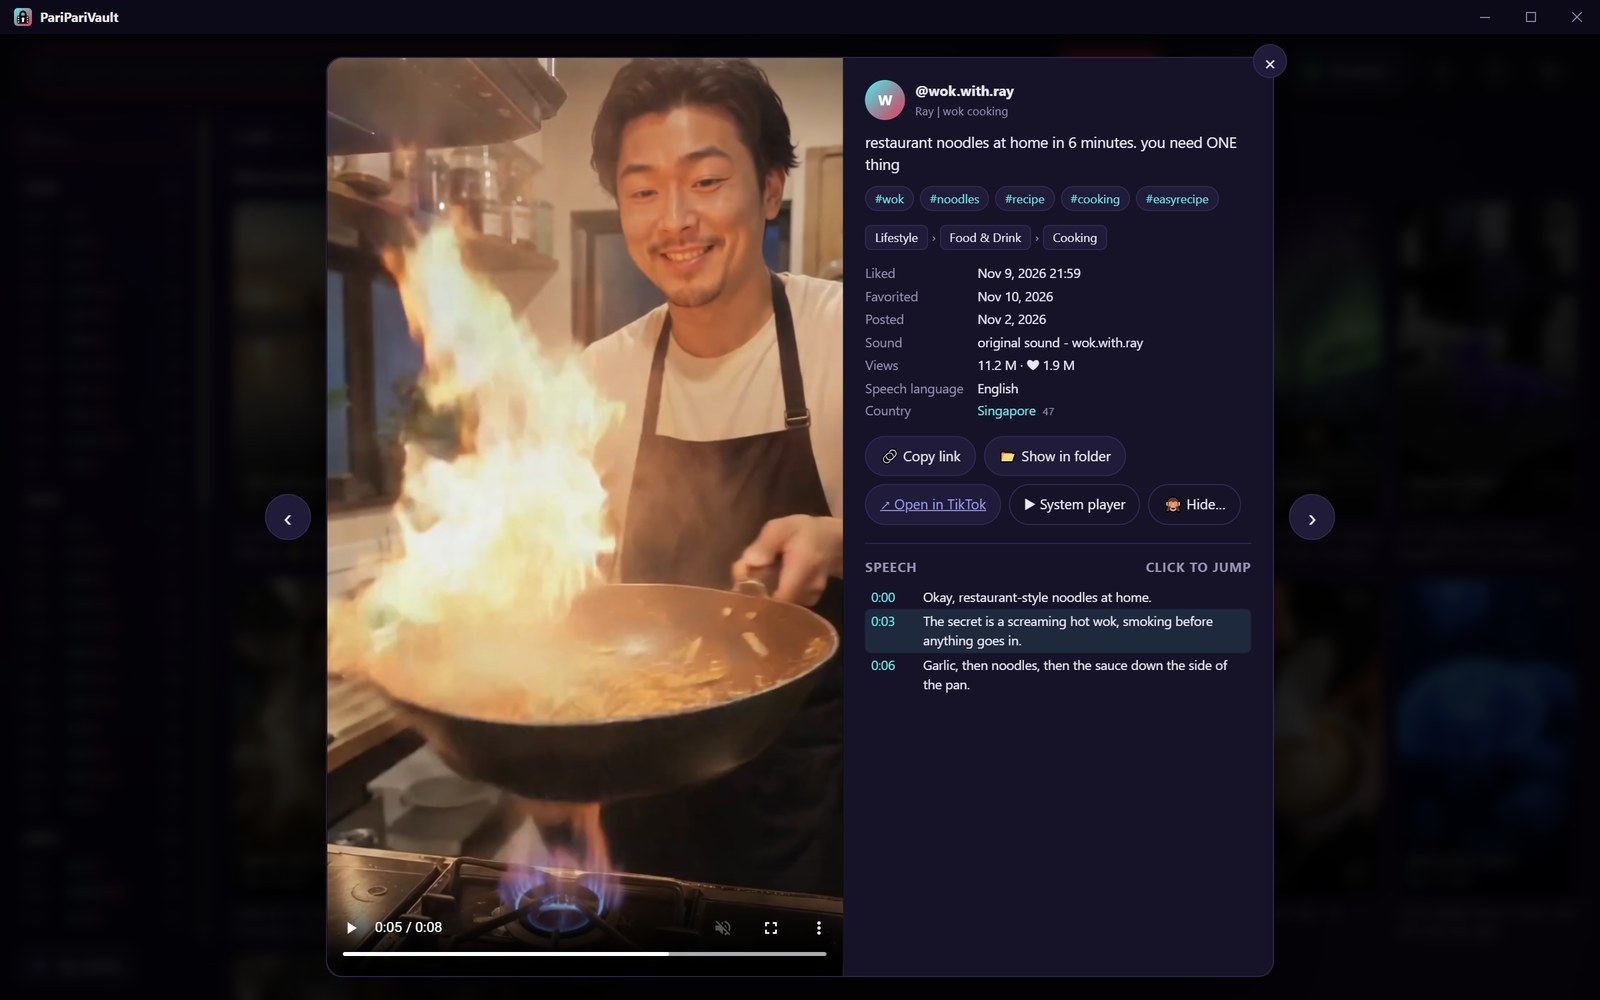 PariPariVault
W
@wok.with.ray
Ray | wok cooking
restaurant noodles at home in 6 minutes. you need ONE
thing
#wok #noodles #recipe #cooking #easyrecipe
Lifestyle › Food & Drink › Cooking
Liked Nov 9, 2026 21:59
Favorited Nov 10, 2026
Posted Nov 2, 2026
Sound original sound - wok.with.ray
Views 11.2 M · 🤍 1.9 M
Speech language English
Country Singapore 47
🔗 Copy link 📂 Show in folder
↗ Open in TikTok ▶ System player 🙈 Hide...
SPEECH CLICK TO JUMP
0:00 Okay, restaurant-style noodles at home.
0:03 The secret is a screaming hot wok, smoking before
anything goes in.
0:06 Garlic, then noodles, then the sauce down the side of
the pan.
0:05 / 0:08